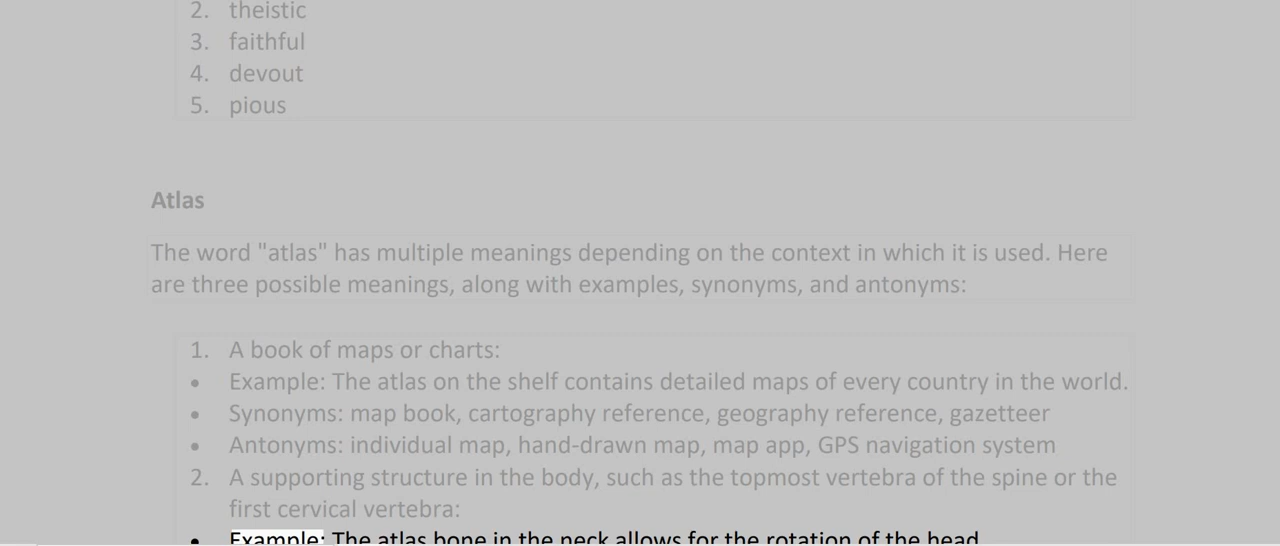 2. theistic
3. faithful
4. devout
5. pious
Atlas
The word "atlas" has multiple meanings depending on the context in which it is used. Here
are three possible meanings, along with examples, synonyms, and antonyms:
1. A book of maps or charts:
• Example: The atlas on the shelf contains detailed maps of every country in the world.
• Synonyms: map book, cartography reference, geography reference, gazetteer
• Antonyms: individual map, hand-drawn map, map app, GPS navigation system
2. A supporting structure in the body, such as the topmost vertebra of the spine or the
first cervical vertebra:
• Example: The atlas bone in the neck allows for the rotation of the head